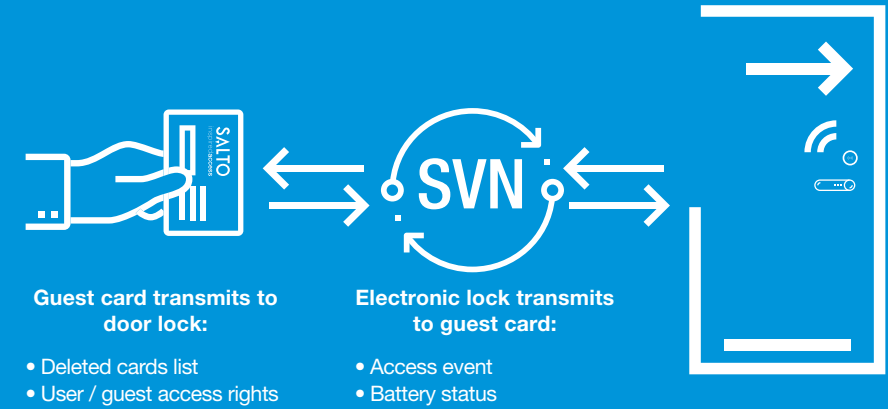 SALTO
inspiredaccess
SVN
Guest card transmits to
door lock:
• Deleted cards list
• User / guest access rights
Electronic lock transmits
to guest card:
• Access event
• Battery status